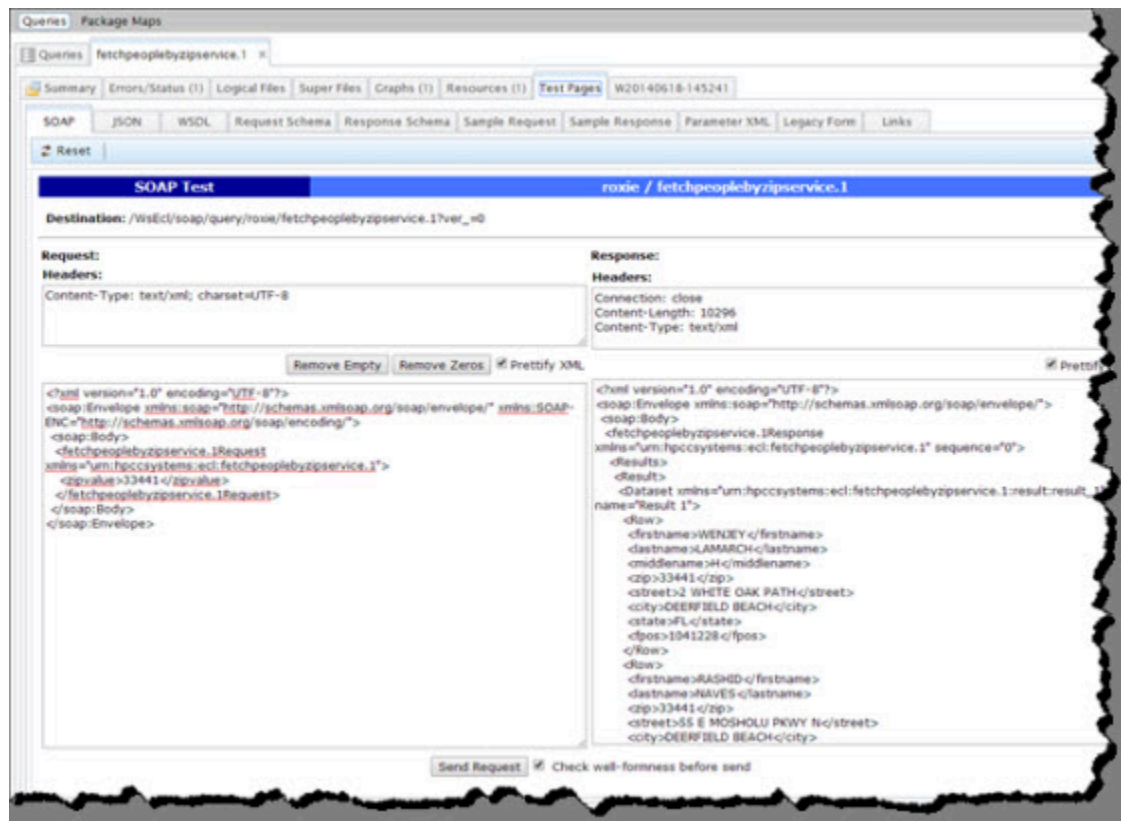 Queries Package Maps
Queries fetchpeoplebyzipservice.1 ×
Summary Errors/Status (1) Logical Files Super Files Graphs (1) Resources (1) Test Pages W20140618-145241
SOAP JSON WSDL Request Schema Response Schema Sample Request Sample Response Parameter XML Legacy Form Links
Reset
SOAP Test roxie / fetchpeoplebyzipservice.1
Destination: /WsEcl/soap/query/roxie/fetchpeoplebyzipservice.1?ver_=0
Request:
Headers:
Content-Type: text/xml; charset=UTF-8
Remove Empty Remove Zeros Prettify XML
<?xml version="1.0" encoding="UTF-8"?>
<soap:Envelope xmlns:soap="http://schemas.xmlsoap.org/soap/envelope/" xmlns:SOAP-
ENC="http://schemas.xmlsoap.org/soap/encoding/">
<soap:Body>
<fetchpeoplebyzipservice.1Request
xmlns="urn:hpccsystems:ecl:fetchpeoplebyzipservice.1">
<zipvalue>33441</zipvalue>
</fetchpeoplebyzipservice.1Request>
</soap:Body>
</soap:Envelope>
Response:
Headers:
Connection: close
Content-Length: 10296
Content-Type: text/xml
<?xml version="1.0" encoding="UTF-8"?>
<soap:Envelope xmlns:soap="http://schemas.xmlsoap.org/soap/envelope/">
<soap:Body>
<fetchpeoplebyzipservice.1Response
xmlns="urn:hpccsystems:ecl:fetchpeoplebyzipservice.1" sequence="0">
<Results>
<Result>
<Dataset xmlns="urn:hpccsystems:ecl:fetchpeoplebyzipservice.1:result:result_1
name="Result 1">
<Row>
<firstname>WENJEY</firstname>
<lastname>LAMARCH</lastname>
<middlename>H</middlename>
<zip>33441</zip>
<street>2 WHITE OAK PATH</street>
<city>DEERFIELD BEACH</city>
<state>FL</state>
<fpos>1041228</fpos>
</Row>
<Row>
<firstname>RASHID</firstname>
<lastname>NAVES</lastname>
<zip>33441</zip>
<street>55 E MOSHOLU PKWY N</street>
<city>DEERFIELD BEACH</city>
Send Request Check well-formness before send